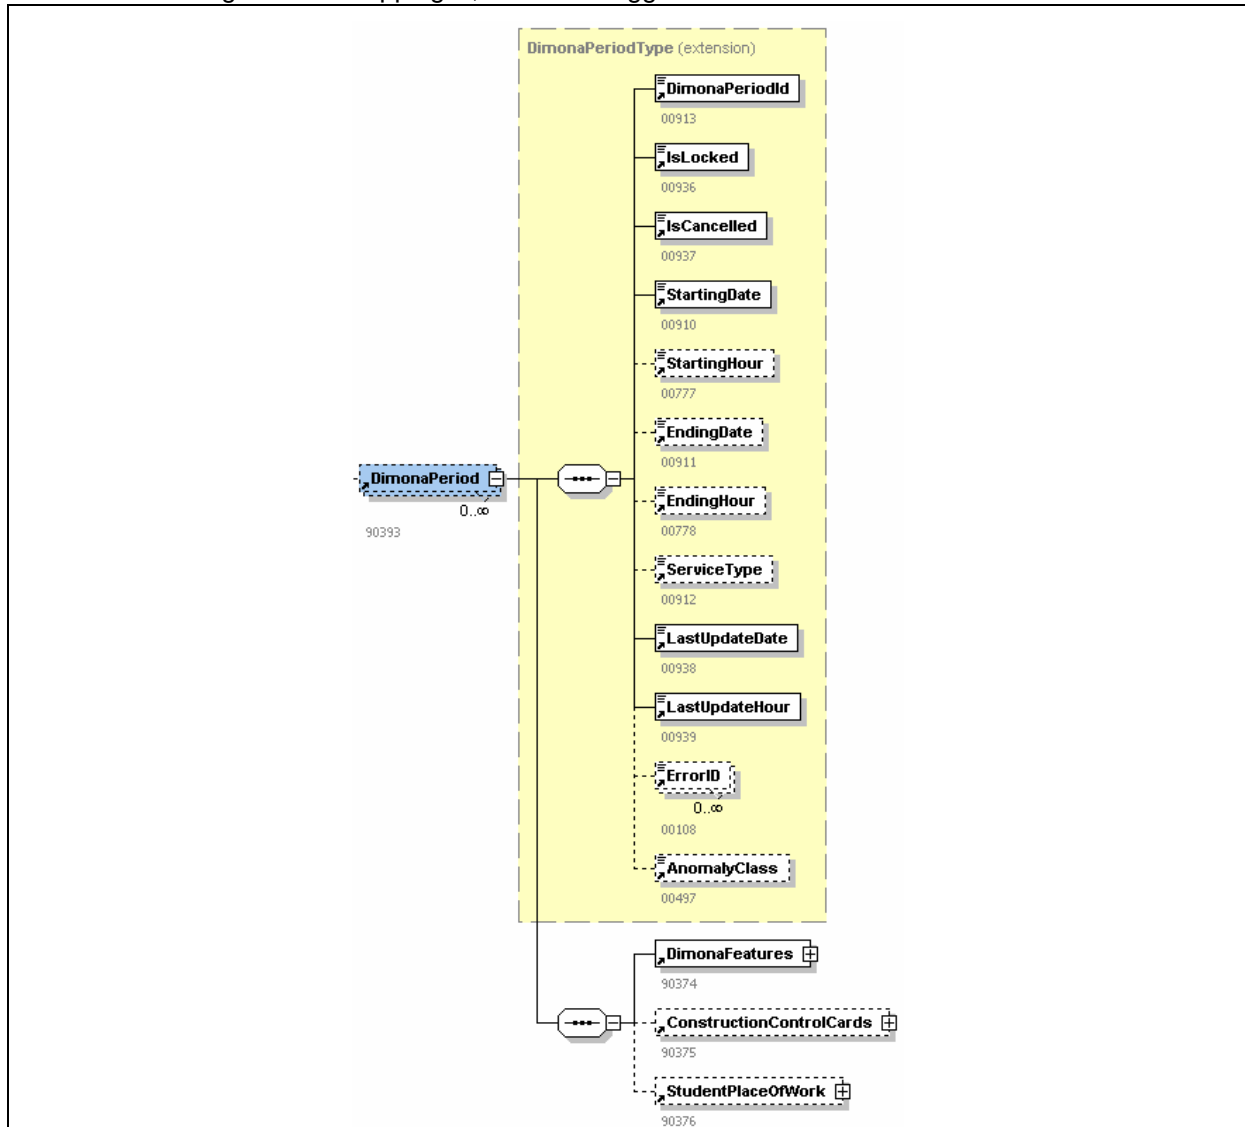 DimonaPeriodType (extension)
DimonaPeriodId
00913
IsLocked
00936
IsCancelled
00937
StartingDate
00910
StartingHour
00777
EndingDate
00911
DimonaPeriod
EndingHour
0..∞
00778
90393
ServiceType
00912
LastUpdateDate
00938
LastUpdateHour
00939
ErrorID
0..∞
00108
AnomalyClass
00497
DimonaFeatures
90374
ConstructionControlCards
90375
StudentPlaceOfWork
90376